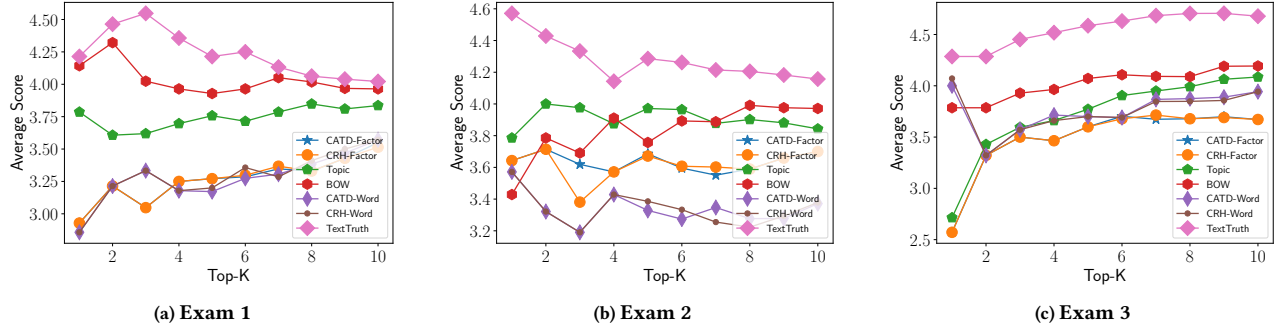 4.50
4.25
4.00
3.75
3.50
3.25
3.00
Average Score
2
4
6
8
10
Top-K
CATD-Factor
CRH-Factor
Topic
BOW
CATD-Word
CRH-Word
TextTruth
(a) Exam 1
4.6
4.4
4.2
4.0
3.8
3.6
3.4
3.2
Average Score
2
4
6
8
10
Top-K
CATD-Factor
CRH-Factor
Topic
BOW
CATD-Word
CRH-Word
TextTruth
(b) Exam 2
4.5
4.0
3.5
3.0
2.5
Average Score
2
4
6
8
10
Top-K
CATD-Factor
CRH-Factor
Topic
BOW
CATD-Word
CRH-Word
TextTruth
(c) Exam 3